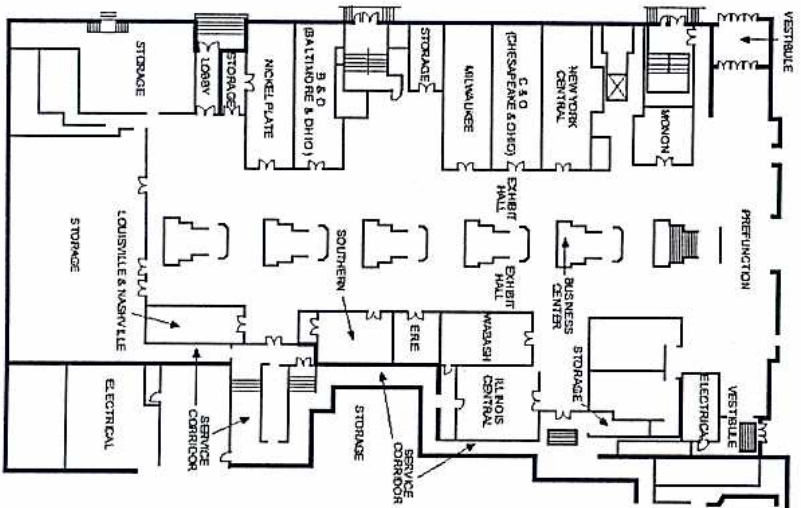 VESTIBULE
STORAGE
LOBBY
STORAGE
NICKEL PLATE
B & O
(BALTIMORE & OHIO)
STORAGE
MILWAUKEE
C & O
(CHESAPEAKE & OHIO)
NEW YORK
CENTRAL
MONON
EXHIBIT
HALL
PREFUNCTION
STORAGE
LOUISVILLE & NASHVILLE
SOUTHERN
EXHIBIT
HALL
BUSINESS
CENTER
ERIE
WABASH
STORAGE
ILLINOIS
CENTRAL
ELECTRICAL
VESTIBULE
ELECTRICAL
SERVICE
CORRIDOR
STORAGE
SERVICE
CORRIDOR